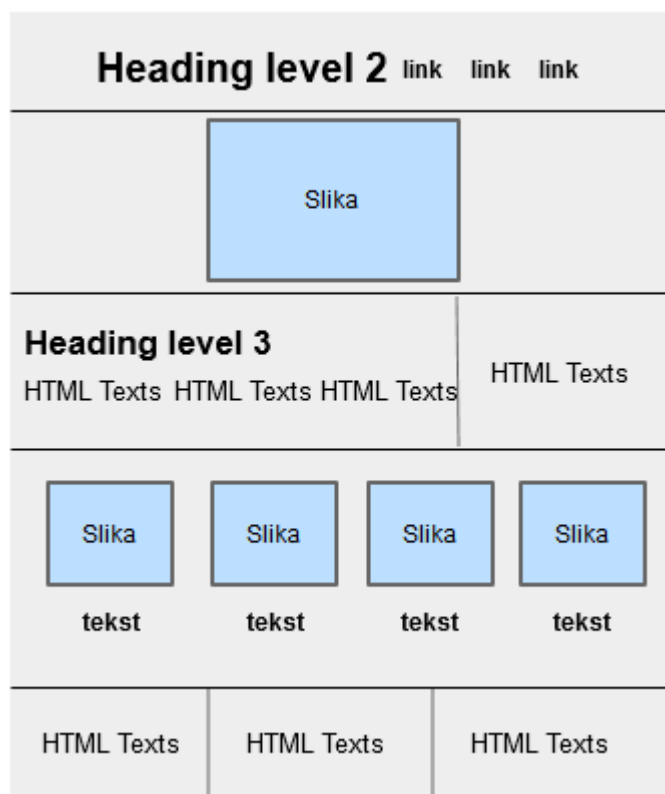 Heading level 2 link link link
Slika
Heading level 3
HTML Texts HTML Texts HTML Texts
HTML Texts
Slika Slika Slika Slika
tekst tekst tekst tekst
HTML Texts HTML Texts HTML Texts